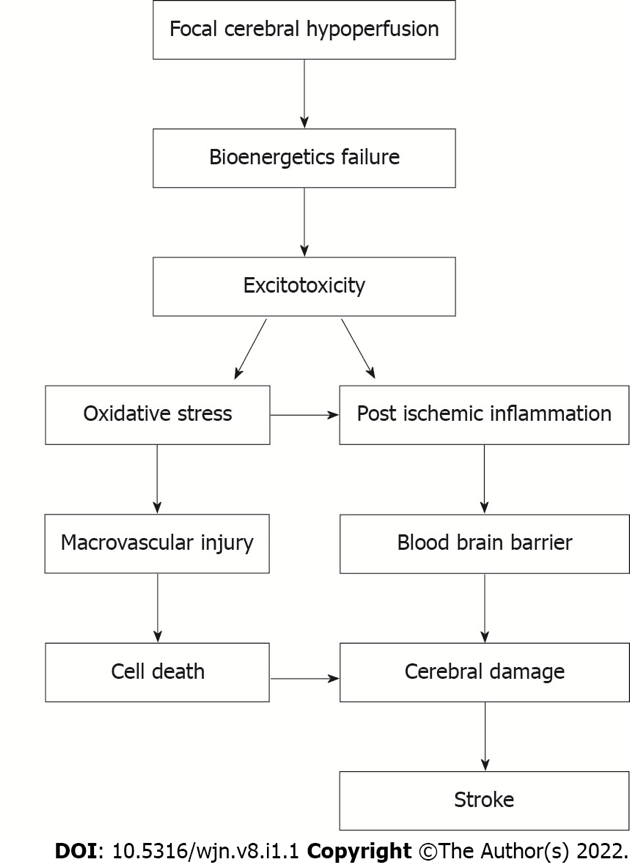 Focal cerebral hypoperfusion
Bioenergetics failure
Excitotoxicity
Oxidative stress
Post ischemic inflammation
Macrovascular injury
Blood brain barrier
Cell death
Cerebral damage
Stroke
DOI: 10.5316/wjn.v8.i1.1 Copyright ©The Author(s) 2022.